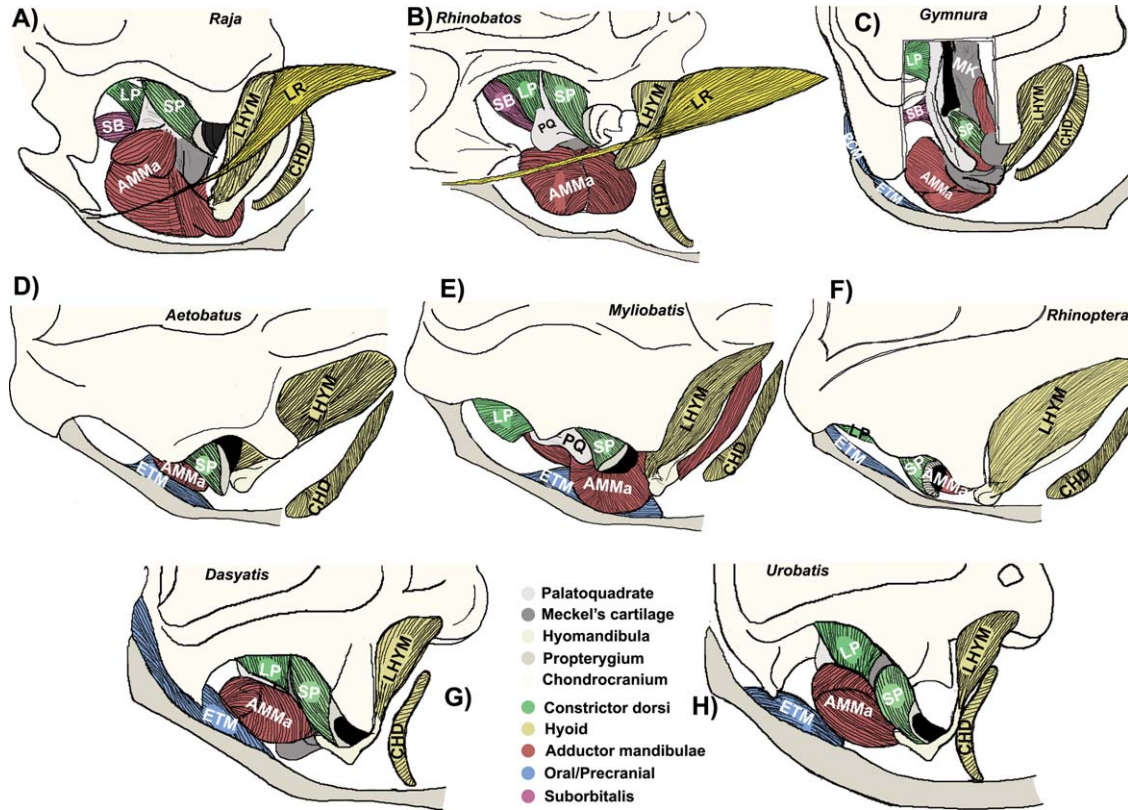 A)
Raja
LP
SP
SB
LHYM
LR
CHD
AMMa
B)
Rhinobatos
SB
LP
SP
PQ
LHYM
LR
AMMa
CHD
C)
Gymnura
LP
MK
SB
SP
LHYM
CHD
AMMa
PCM
ETM
D)
Aetobatus
LHYM
AMMa
SP
ETM
CHD
E)
Myliobatis
LP
PQ
SP
LHYM
ETM
AMMa
CHD
F)
Rhinoptera
LP
LHYM
SP
AMMa
ETM
CHD
Dasyatis
LP
SP
LHYM
AMMa
ETM
CHD
G)
Palatoquadrate
Meckel's cartilage
Hyomandibula
Propterygium
Chondrocranium
Constrictor dorsi
Hyoid
Adductor mandibulae
Oral/Precranial
Suborbitalis
H)
Urobatis
LP
LHYM
AMMa
SP
ETM
CHD